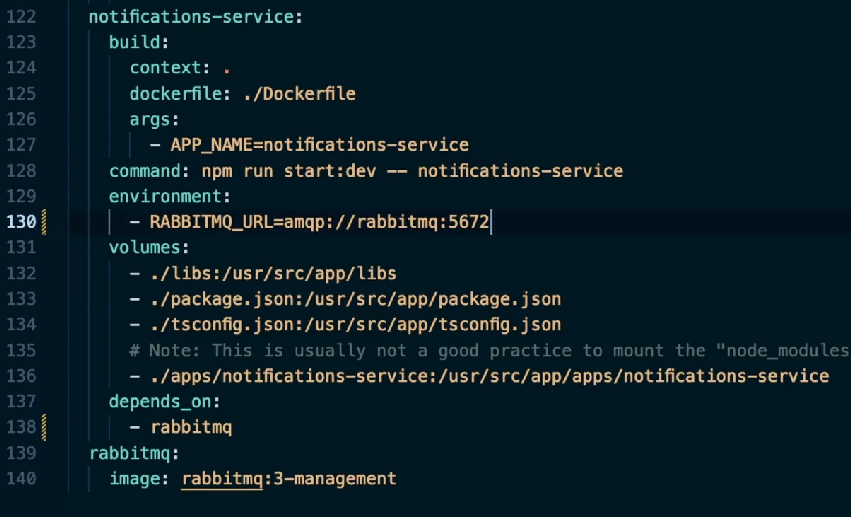 122 notifications-service:
123 build:
124 context: .
125 dockerfile: ./Dockerfile
126 args:
127 - APP_NAME=notifications-service
128 command: npm run start:dev -- notifications-service
129 environment:
130 - RABBITMQ_URL=amqp://rabbitmq:5672
131 volumes:
132 - ./libs:/usr/src/app/libs
133 - ./package.json:/usr/src/app/package.json
134 - ./tsconfig.json:/usr/src/app/tsconfig.json
135 # Note: This is usually not a good practice to mount the "node_modules
136 - ./apps/notifications-service:/usr/src/app/apps/notifications-service
137 depends_on:
138 - rabbitmq
139 rabbitmq:
140 image: rabbitmq:3-management